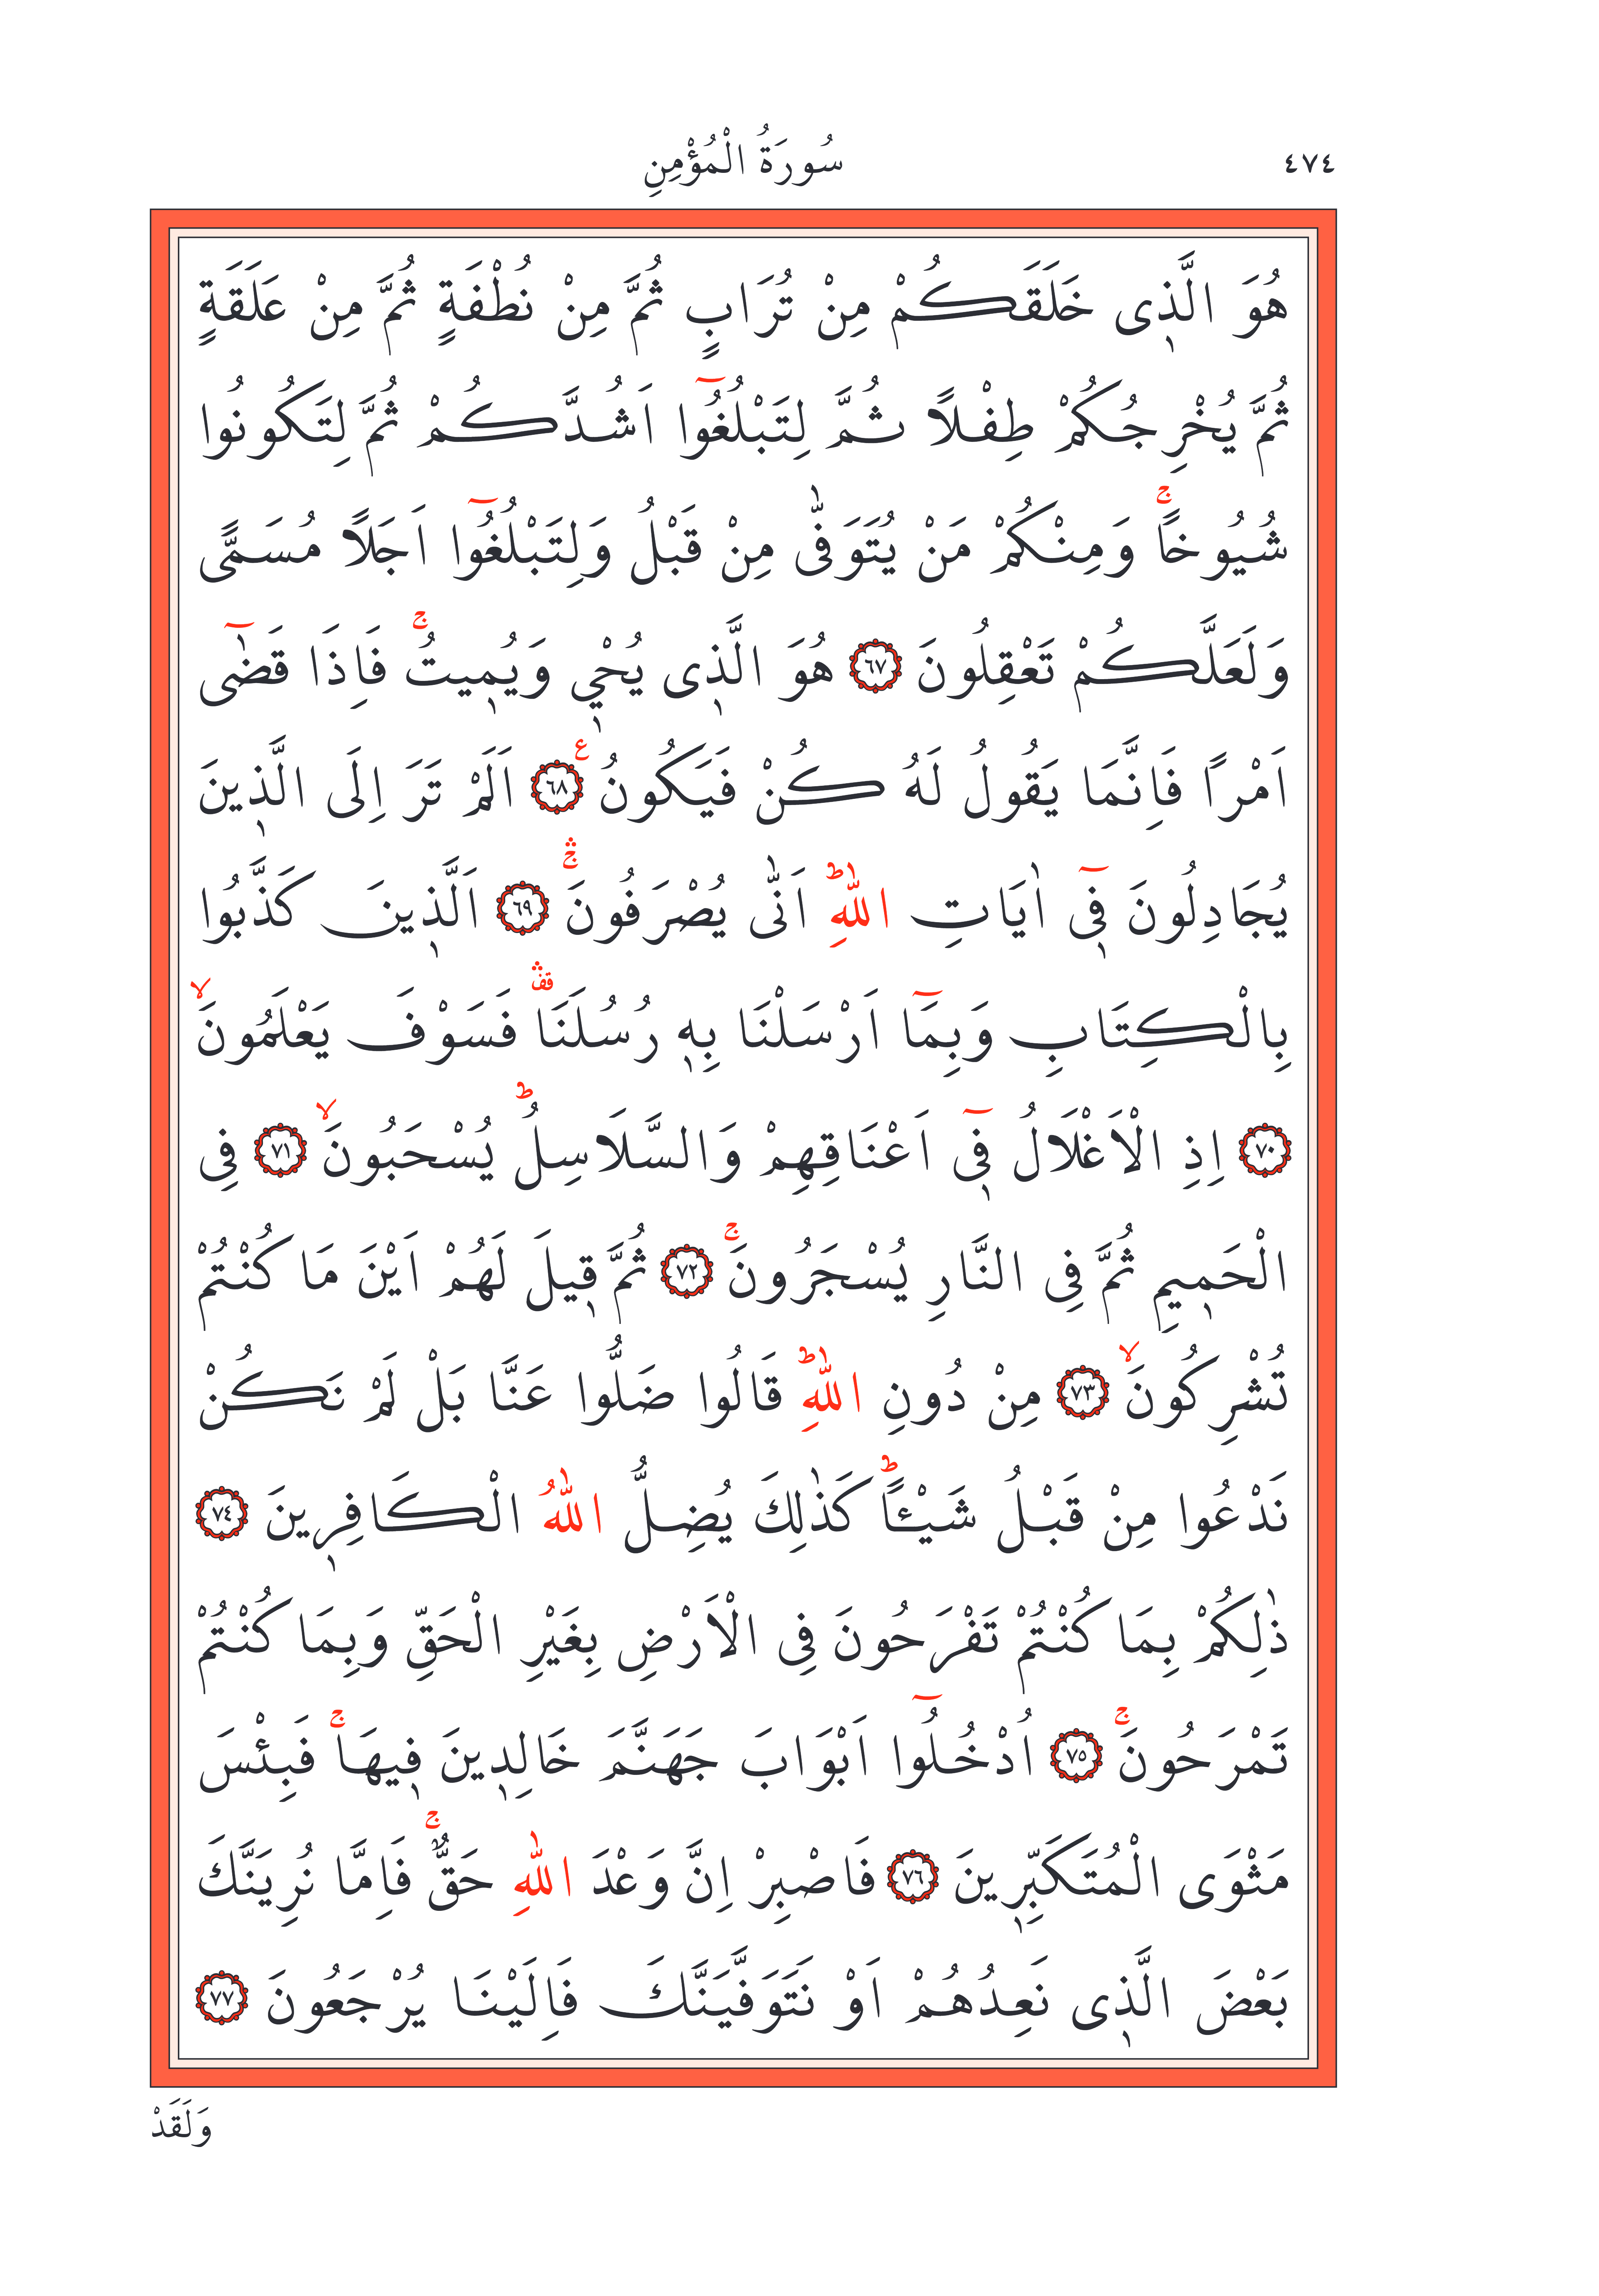 ٤٧٤ سُورَةُ الْمُؤْمِنِ
هُوَ الَّذ۪ى خَلَقَكُمْ مِنْ تُرَابٍ ثُمَّ مِنْ نُطْفَةٍ ثُمَّ مِنْ عَلَقَةٍ
ثُمَّ يُخْرِجُكُمْ طِفْلاً ثُمَّ لِتَبْلُغُٓوا اَشُدَّكُمْ ثُمَّ لِتَكُونُوا
شُيُوخًاۚ وَمِنْكُمْ مَنْ يُتَوَفّٰى مِنْ قَبْلُ وَلِتَبْلُغُٓوا اَجَلًا مُسَمًّى
وَلَعَلَّكُمْ تَعْقِلُونَ ﴿٦٧﴾ هُوَ الَّذ۪ى يُحْي۪ وَيُم۪يتُۚ فَاِذَا قَضٰٓى
اَمْرًا فَاِنَّمَا يَقُولُ لَهُ كُنْ فَيَكُونُ ع ﴿٦٨﴾ اَلَمْ تَرَ اِلَى الَّذ۪ينَ
يُجَادِلُونَ ف۪ٓى اٰيَاتِ اللّٰهِؕ اَنّٰى يُصْرَفُونَۚۛ ﴿٦٩﴾ اَلَّذ۪ينَ كَذَّبُوا
بِالْكِتَابِ وَبِمَٓا اَرْسَلْنَا بِه۪ رُسُلَنَا قف۠ۛ فَسَوْفَ يَعْلَمُونَۙ
﴿٧٠﴾ اِذِ الْاَغْلَالُ ف۪ٓى اَعْنَاقِهِمْ وَالسَّلَاسِلُؕ يُسْحَبُونَۙ ﴿٧١﴾ فِى
الْحَم۪يمِ ثُمَّ فِى النَّارِ يُسْجَرُونَۚ ﴿٧٢﴾ ثُمَّ ق۪يلَ لَهُمْ اَيْنَ مَا كُنْتُمْ
تُشْرِكُونَۙ ﴿٧٣﴾ مِنْ دُونِ اللّٰهِؕ قَالُوا ضَلُّوا عَنَّا بَلْ لَمْ نَكُنْ
نَدْعُوا مِنْ قَبْلُ شَيْـًٔاؕ كَذٰلِكَ يُضِلُّ اللّٰهُ الْكَافِر۪ينَ ﴿٧٤﴾
ذٰلِكُمْ بِمَا كُنْتُمْ تَفْرَحُونَ فِى الْاَرْضِ بِغَيْرِ الْحَقِّ وَبِمَا كُنْتُمْ
تَمْرَحُونَۚ ﴿٧٥﴾ اُدْخُلُٓوا اَبْوَابَ جَهَنَّمَ خَالِد۪ينَ ف۪يهَاۚ فَبِئْسَ
مَثْوَى الْمُتَكَبِّر۪ينَ ﴿٧٦﴾ فَاصْبِرْ اِنَّ وَعْدَ اللّٰهِ حَقٌّۚ فَاِمَّا نُرِيَنَّكَ
بَعْضَ الَّذ۪ى نَعِدُهُمْ اَوْ نَتَوَفَّيَنَّكَ فَاِلَيْنَا يُرْجَعُونَ ﴿٧٧﴾
وَلَقَدْ